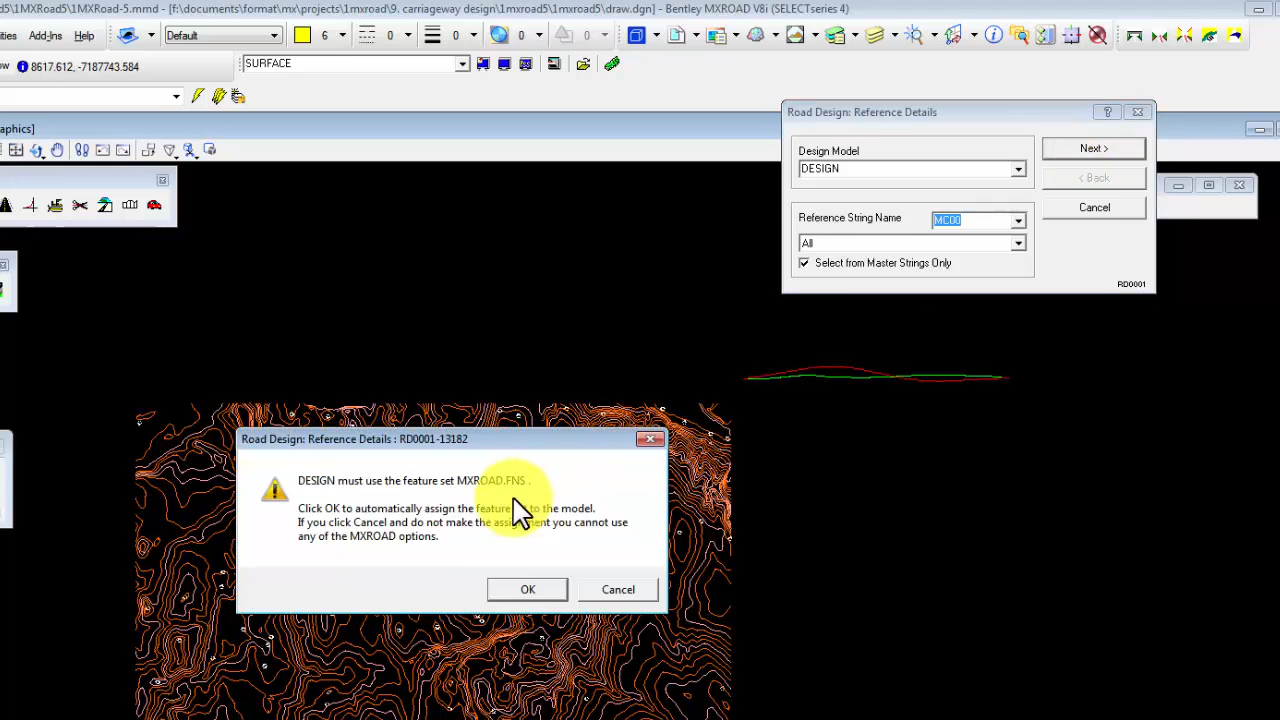 d5\1MXRoad5\1MXRoad-5.mmd - [f:\documents\format\mx\projects\1mxroad\9. carriageway design\1mxroad5\1mxroad5\draw.dgn] - Bentley MXROAD V8i (SELECTseries 4)
ities Add-Ins Help Default 6 0 0 0 0
ow 8617.612, -7187743.584 SURFACE
aphics]
Road Design: Reference Details
Design Model
DESIGN
Next >
< Back
Reference String Name MC00
Cancel
All
Select from Master Strings Only
RD0001
Road Design: Reference Details : RD0001-13182
DESIGN must use the feature set MXROAD.FNS .
Click OK to automatically assign the feature to the model.
If you click Cancel and do not make the assignment you cannot use
any of the MXROAD options.
OK Cancel